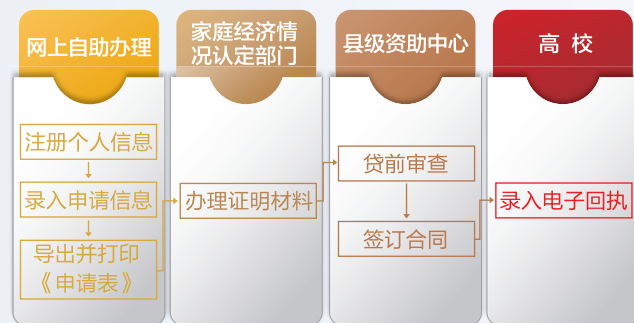 网上自助办理
注册个人信息
录入申请信息
导出并打印
《申请表》
家庭经济情
况认定部门
办理证明材料
县级资助中心
贷前审查
签订合同
高 校
录入电子回执